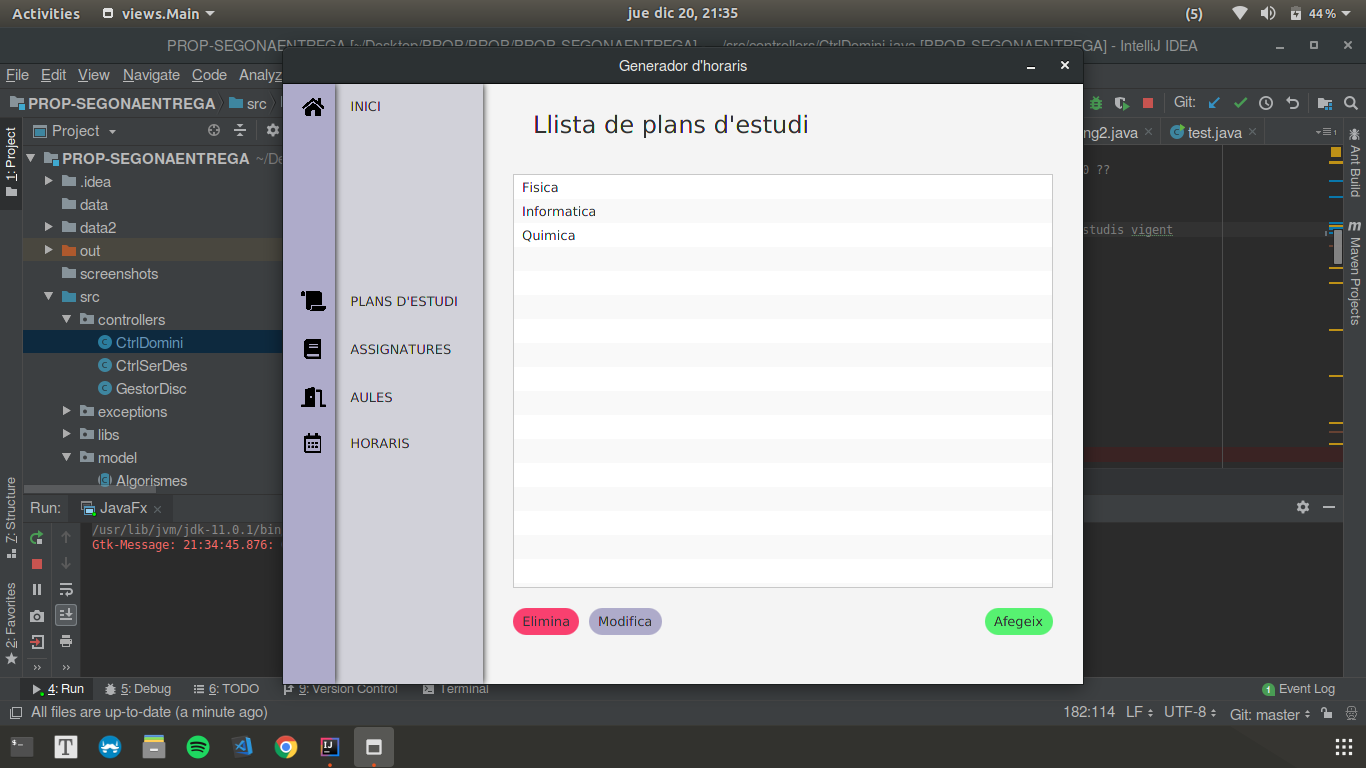 Activities
views.Main
jue dic 20, 21:35
(5)
44 %
PROP-SEGONAENTREGA [~/Desktop/PROP/PROP/PROP-SEGONAENTREGA] - .../src/controllers/CtrlDomini.java [PROP-SEGONAENTREGA] - IntelliJ IDEA
File Edit View Navigate Code Analyz
Generador d'horaris
PROP-SEGONAENTREGA
src
Git:
1: Project
Project
ng2.java
test.java
PROP-SEGONAENTREGA ~/De
.idea
data
data2
out
screenshots
src
controllers
CtrlDomini
CtrlSerDes
GestorDisc
exceptions
libs
model
Algorismes
INICI
PLANS D'ESTUDI
ASSIGNATURES
AULES
HORARIS
Llista de plans d'estudi
Fisica
Informatica
Quimica
Elimina
Modifica
Afegeix
??
studis vigent
Ant Build
m
Maven Projects
Z: Structure
2: Favorites
Run:
JavaFx
/usr/lib/jvm/jdk-11.0.1/bin
Gtk-Message: 21:34:45.876:
4: Run
5: Debug
6: TODO
9: Version Control
Terminal
1
Event Log
All files are up-to-date (a minute ago)
182:114
LF
UTF-8
Git: master